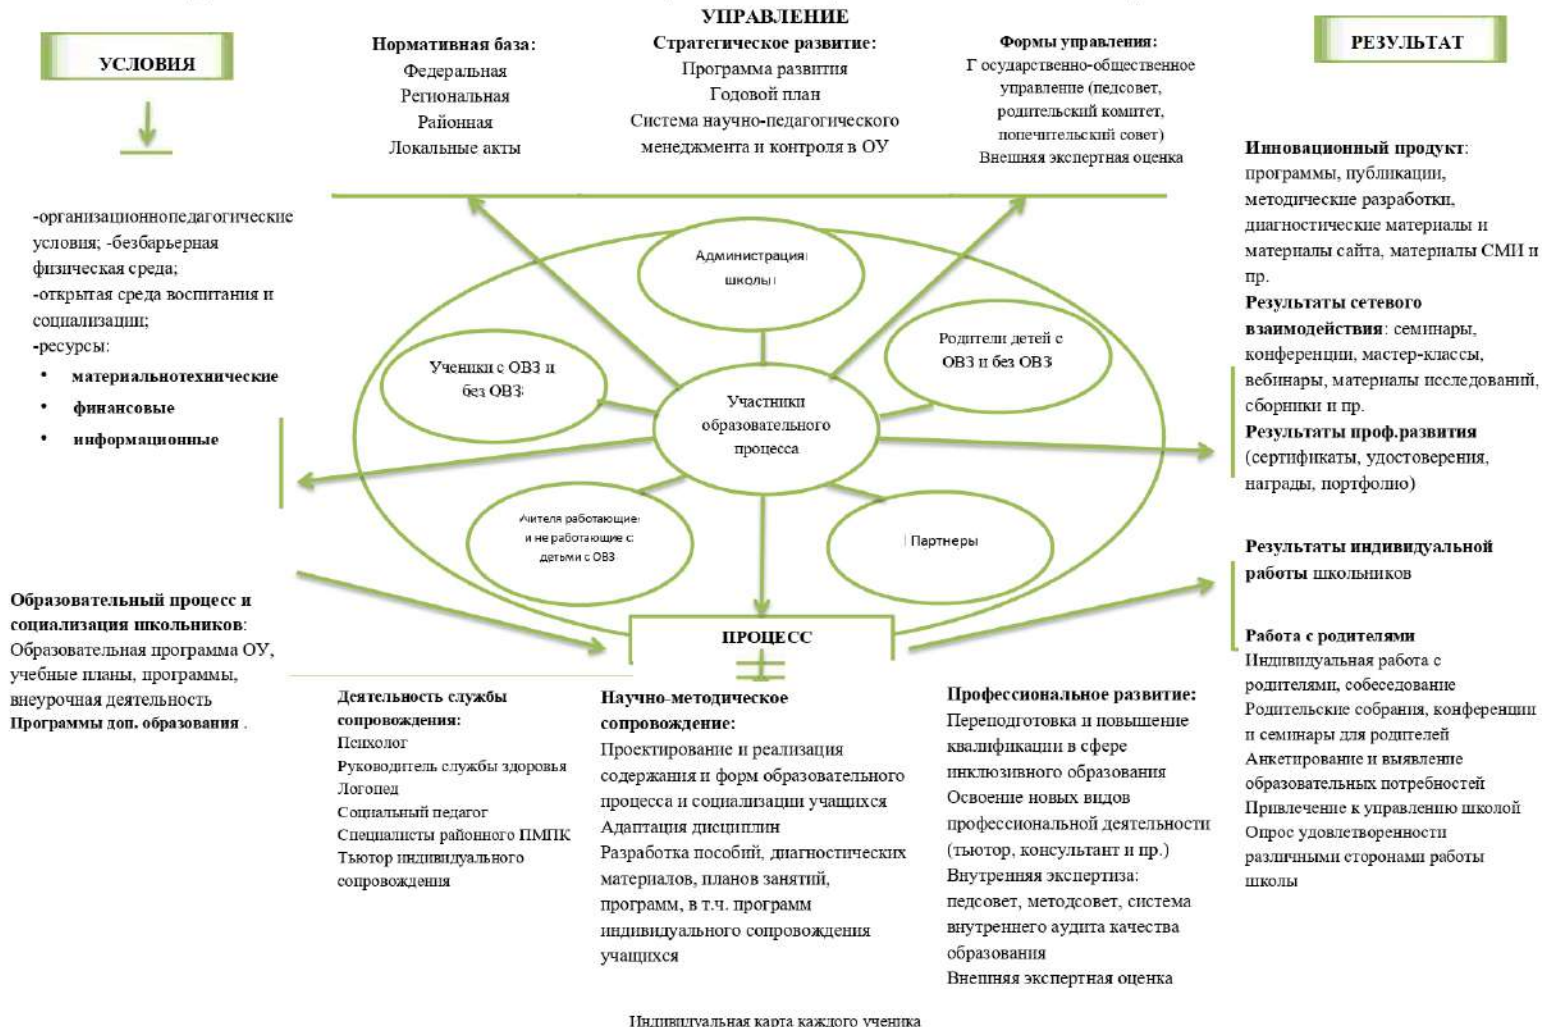 УПРАВЛЕНИЕ
УСЛОВИЯ
Нормативная база:
Федеральная
Региональная
Районная
Локальные акты
Стратегическое развитие:
Программа развития
Годовой план
Система научно-педагогического
менеджмента и контроля в ОУ
Формы управления:
Г осударственно-общественное
управление (педсовет,
родительский комитет,
попечительский совет)
Внешняя экспертная оценка
РЕЗУЛЬТАТ
-организационнопедагогические
условия; -безбарьерная
физическая среда;
-открытая среда воспитания и
социализации;
-ресурсы:
• материальнотехнические
• финансовые
• информационные
Администрация
школы
Ученики с ОВЗ и
без ОВЗ
Родители детей с
ОВЗ и без ОВЗ
Участники
образовательного
процесса
Учителя работающие
и не работающие с
детьми с ОВЗ
Партнеры
Инновационный продукт:
программы, публикации,
методические разработки,
диагностические материалы и
материалы сайта, материалы СМИ и
пр.
Результаты сетевого
взаимодействия: семинары,
конференции, мастер-классы,
вебинары, материалы исследований,
сборники и пр.
Результаты проф.развития
(сертификаты, удостоверения,
награды, портфолио)
Результаты индивидуальной
работы школьников
Работа с родителями
Индивидуальная работа с
родителями, собеседование
Родительские собрания, конференции
и семинары для родителей
Анкетирование и выявление
образовательных потребностей
Привлечение к управлению школой
Опрос удовлетворенности
различными сторонами работы
школы
Образовательный процесс и
социализация школьников:
Образовательная программа ОУ,
учебные планы, программы,
внеурочная деятельность
Программы доп. образования .
ПРОЦЕСС
Деятельность службы
сопровождения:
Психолог
Руководитель службы здоровья
Логопед
Социальный педагог
Специалисты районного ПМПК
Тьютор индивидуального
сопровождения
Научно-методическое
сопровождение:
Проектирование и реализация
содержания и форм образовательного
процесса и социализации учащихся
Адаптация дисциплин
Разработка пособий, диагностических
материалов, планов занятий,
программ, в т.ч. программ
индивидуального сопровождения
учащихся
Профессиональное развитие:
Переподготовка и повышение
квалификации в сфере
инклюзивного образования
Освоение новых видов
профессиональной деятельности
(тьютор, консультант и пр.)
Внутренняя экспертиза:
педсовет, методсовет, система
внутреннего аудита качества
образования
Внешняя экспертная оценка
Индивидуальная карта каждого ученика